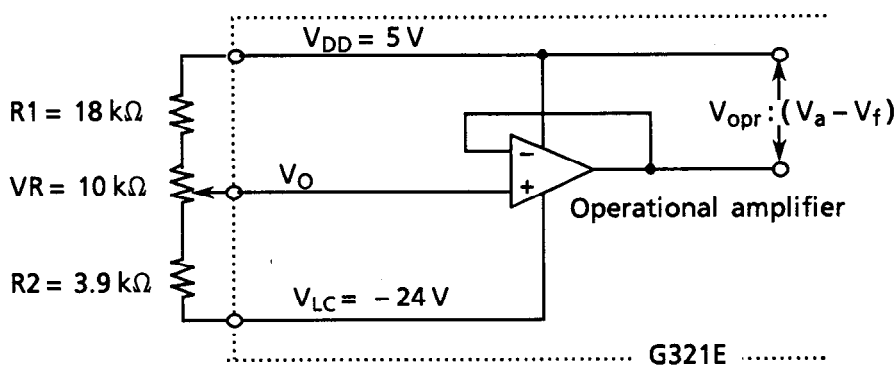 V_DD = 5 V
R1 = 18 kΩ
V_opr : (V_a − V_f)
−
VR = 10 kΩ
V_O
+
Operational amplifier
R2 = 3.9 kΩ
V_LC = − 24 V
G321E